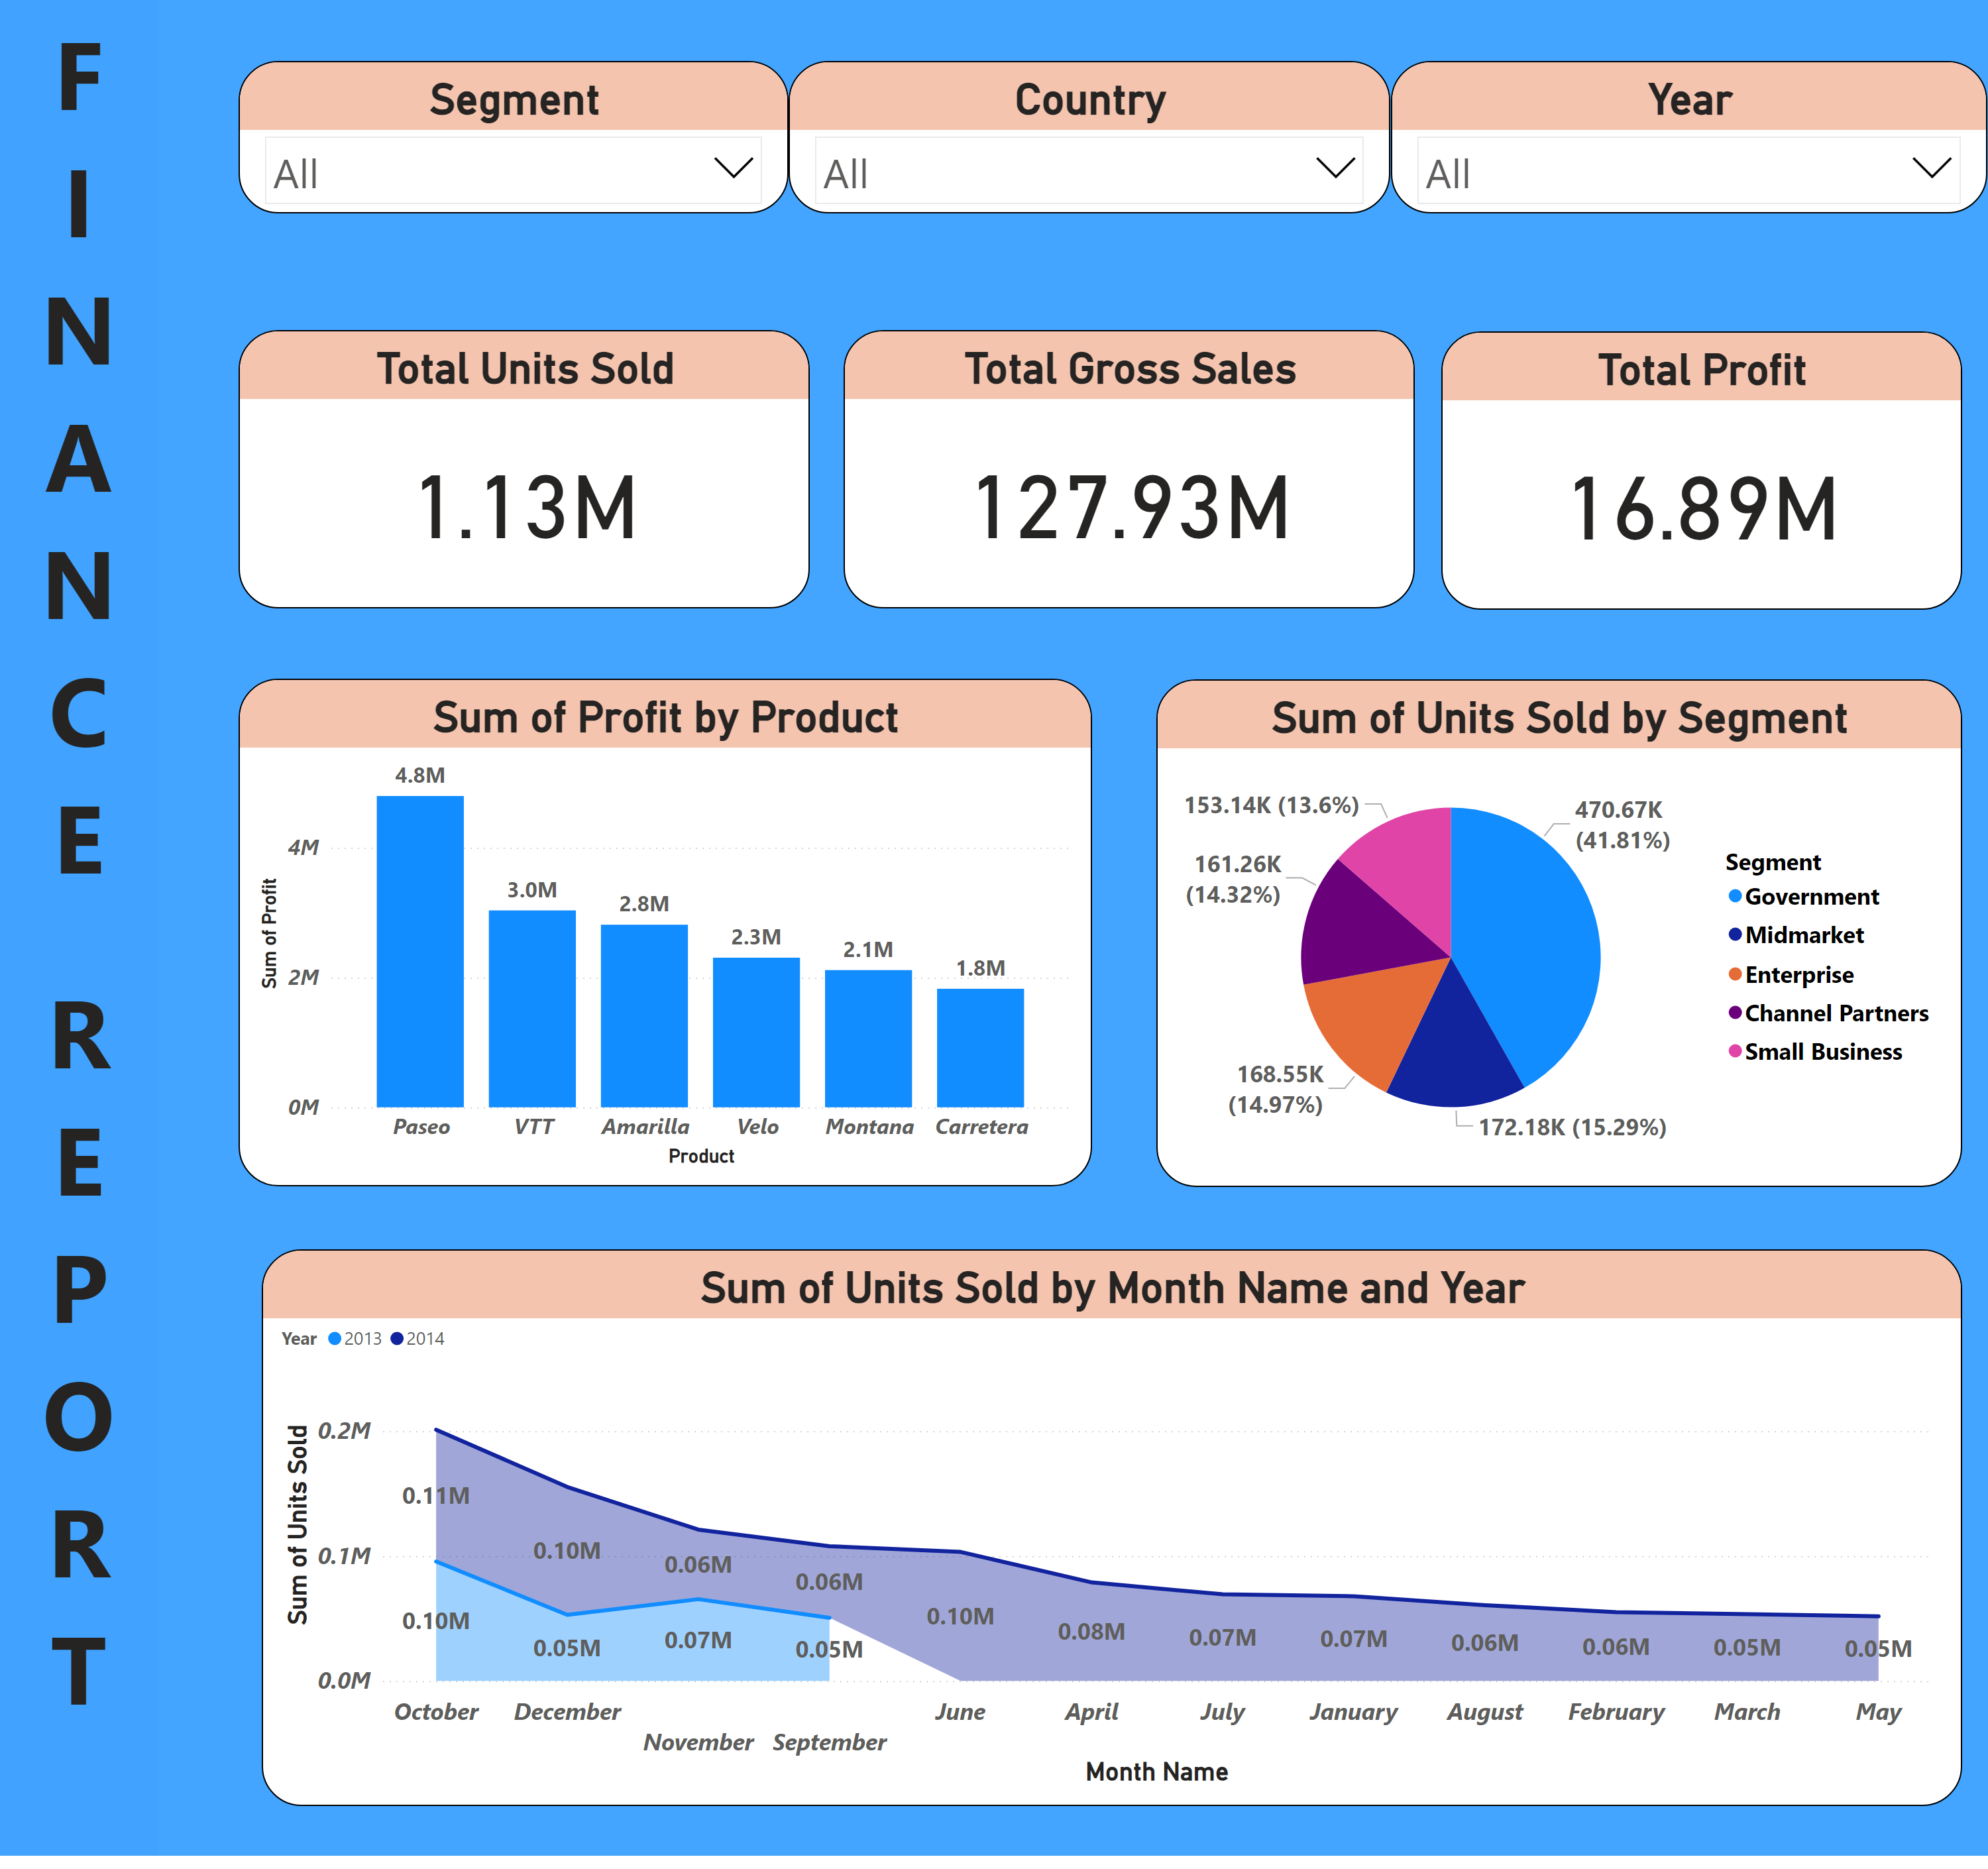 FINANCE REPORT
Segment
All
Country
All
Year
All
Total Units Sold
1.13M
Total Gross Sales
127.93M
Total Profit
16.89M
Sum of Profit by Product
Sum of Profit
4M
2M
0M
4.8M
3.0M
2.8M
2.3M
2.1M
1.8M
Paseo
VTT
Amarilla
Velo
Montana
Carretera
Product
Sum of Units Sold by Segment
153.14K (13.6%)
470.67K
(41.81%)
161.26K
(14.32%)
168.55K
(14.97%)
172.18K (15.29%)
Segment
Government
Midmarket
Enterprise
Channel Partners
Small Business
Sum of Units Sold by Month Name and Year
Year 2013 2014
Sum of Units Sold
0.2M
0.1M
0.0M
0.11M
0.10M
0.06M
0.06M
0.10M
0.08M
0.07M
0.07M
0.06M
0.06M
0.05M
0.05M
0.10M
0.05M
0.07M
0.05M
October
December
November
September
June
April
July
January
August
February
March
May
Month Name